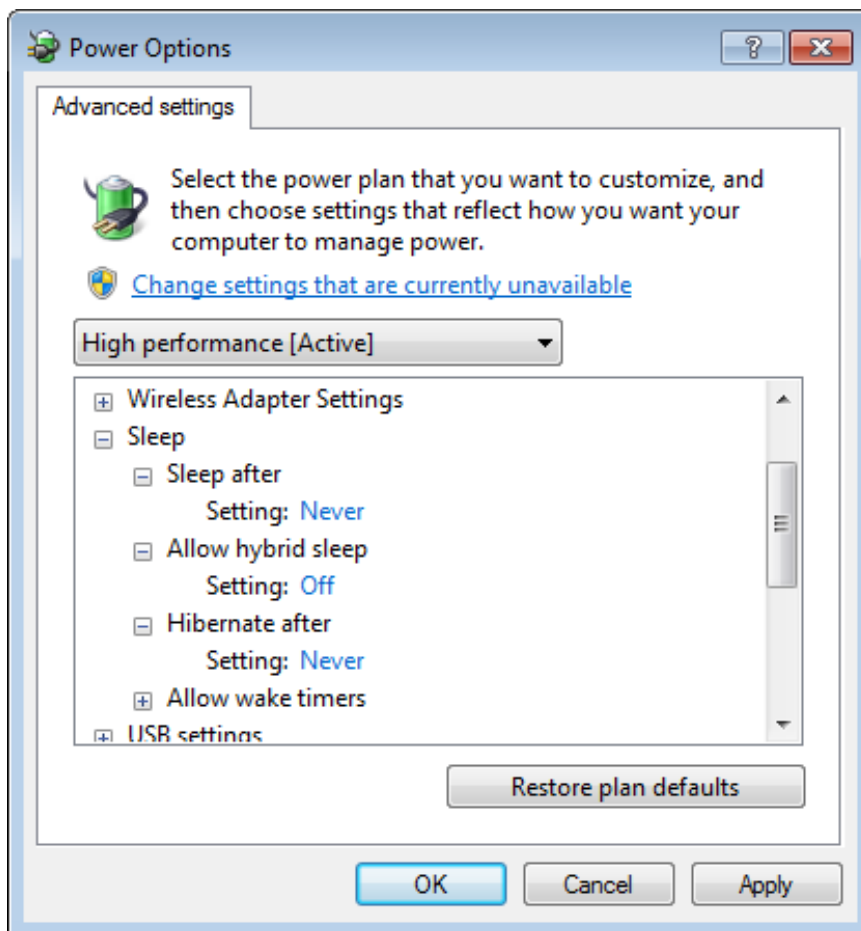 Power Options
Advanced settings
Select the power plan that you want to customize, and
then choose settings that reflect how you want your
computer to manage power.
Change settings that are currently unavailable
High performance [Active]
Wireless Adapter Settings
Sleep
Sleep after
Setting: Never
Allow hybrid sleep
Setting: Off
Hibernate after
Setting: Never
Allow wake timers
USB settings
Restore plan defaults
OK Cancel Apply